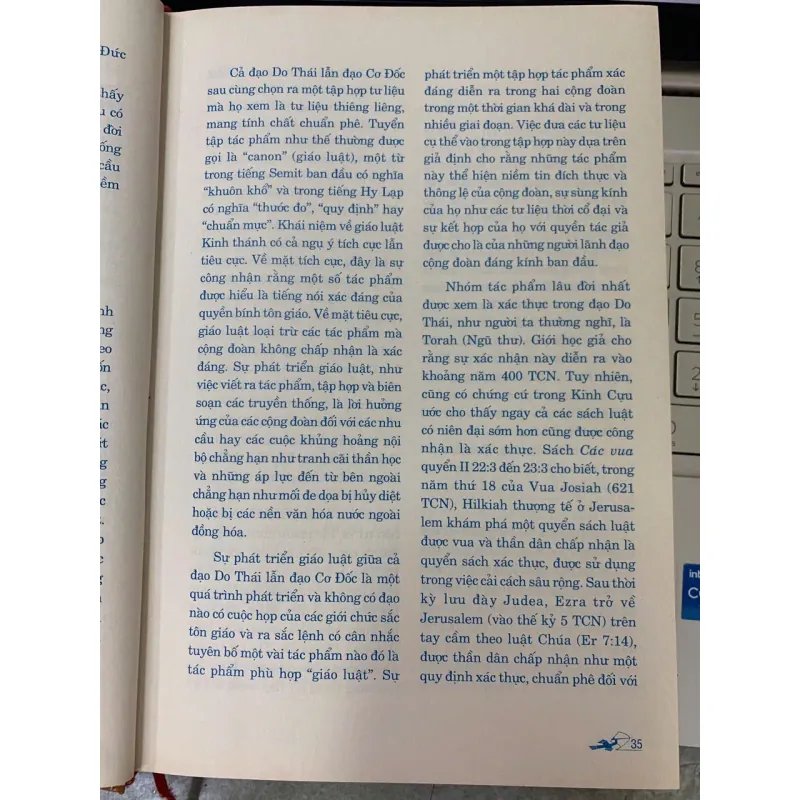 Đức
hấy
u có
đời
ống
cầu
ềm
nh
ng
eo
ốn
c,
n
c
ết
g
c
p
h
u
Cả đạo Do Thái lẫn đạo Cơ Đốc
sau cùng chọn ra một tập hợp tư liệu
mà họ xem là tư liệu thiêng liêng,
mang tính chất chuẩn phê. Tuyển
tập tác phẩm như thế thường được
gọi là “canon” (giáo luật), một từ
trong tiếng Semit ban đầu có nghĩa
“khuôn khổ” và trong tiếng Hy Lạp
có nghĩa “thước đo”, “quy định” hay
“chuẩn mực”. Khái niệm về giáo luật
Kinh thánh có cả ngụ ý tích cực lẫn
tiêu cực. Về mặt tích cực, đây là sự
công nhận rằng một số tác phẩm
được hiểu là tiếng nói xác đáng của
quyền bính tôn giáo. Về mặt tiêu cực,
giáo luật loại trừ các tác phẩm mà
cộng đoàn không chấp nhận là xác
đáng. Sự phát triển giáo luật, như
việc viết ra tác phẩm, tập hợp và biên
soạn các truyền thống, là lời hưởng
ứng của các cộng đoàn đối với các nhu
cầu hay các cuộc khủng hoảng nội
bộ chẳng hạn như tranh cãi thần học
và những áp lực đến từ bên ngoài
chẳng hạn như mối đe dọa bị hủy diệt
hoặc bị các nền văn hóa nước ngoài
đồng hóa.
Sự phát triển giáo luật giữa cả
đạo Do Thái lẫn đạo Cơ Đốc là một
quá trình phát triển và không có đạo
nào có cuộc họp của các giới chức sắc
tôn giáo và ra sắc lệnh có cân nhắc
tuyên bố một vài tác phẩm nào đó là
tác phẩm phù hợp “giáo luật”. Sự
phát triển một tập hợp tác phẩm xác
đáng diễn ra trong hai cộng đoàn
trong một thời gian khá dài và trong
nhiều giai đoạn. Việc đưa các tư liệu
cụ thể vào trong tập hợp này dựa trên
giả định cho rằng những tác phẩm
này thể hiện niềm tin đích thực và
thông lệ của cộng đoàn, sự sùng kính
của họ như các tư liệu thời cổ đại và
sự kết hợp của họ với quyền tác giả
được cho là của những người lãnh đạo
cộng đoàn đáng kính ban đầu.
Nhóm tác phẩm lâu đời nhất
được xem là xác thực trong đạo Do
Thái, như người ta thường nghĩ, là
Torah (Ngũ thư). Giới học giả cho
rằng sự xác nhận này diễn ra vào
khoảng năm 400 TCN. Tuy nhiên,
cũng có chứng cứ trong Kinh Cựu
ước cho thấy ngay cả các sách luật
có niên đại sớm hơn cũng được công
nhận là xác thực. Sách Các vua
quyển II 22:3 đến 23:3 cho biết, trong
năm thứ 18 của Vua Josiah (621
TCN), Hilkiah thượng tế ở Jerusa-
lem khám phá một quyển sách luật
được vua và thần dân chấp nhận là
quyển sách xác thực, được sử dụng
trong việc cải cách sâu rộng. Sau thời
kỳ lưu đày Judea, Ezra trở về
Jerusalem (vào thế kỷ 5 TCN) trên
tay cầm theo luật Chúa (Er 7:14),
được thần dân chấp nhận như một
quy định xác thực, chuẩn phê đối với
35